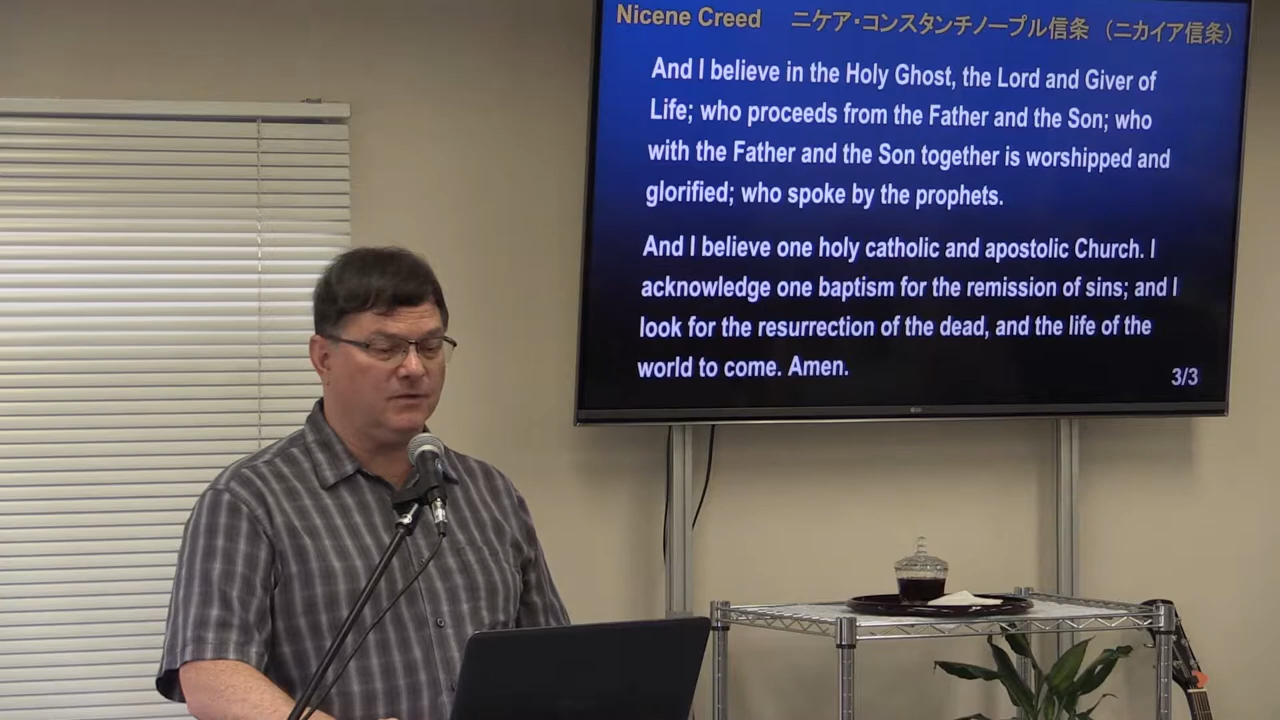 Nicene Creed ニケア・コンスタンチノープル信条 (ニカイア信条)
And I believe in the Holy Ghost, the Lord and Giver of
Life; who proceeds from the Father and the Son; who
with the Father and the Son together is worshipped and
glorified; who spoke by the prophets.
And I believe one holy catholic and apostolic Church. I
acknowledge one baptism for the remission of sins; and I
look for the resurrection of the dead, and the life of the
world to come. Amen.
3/3
LG